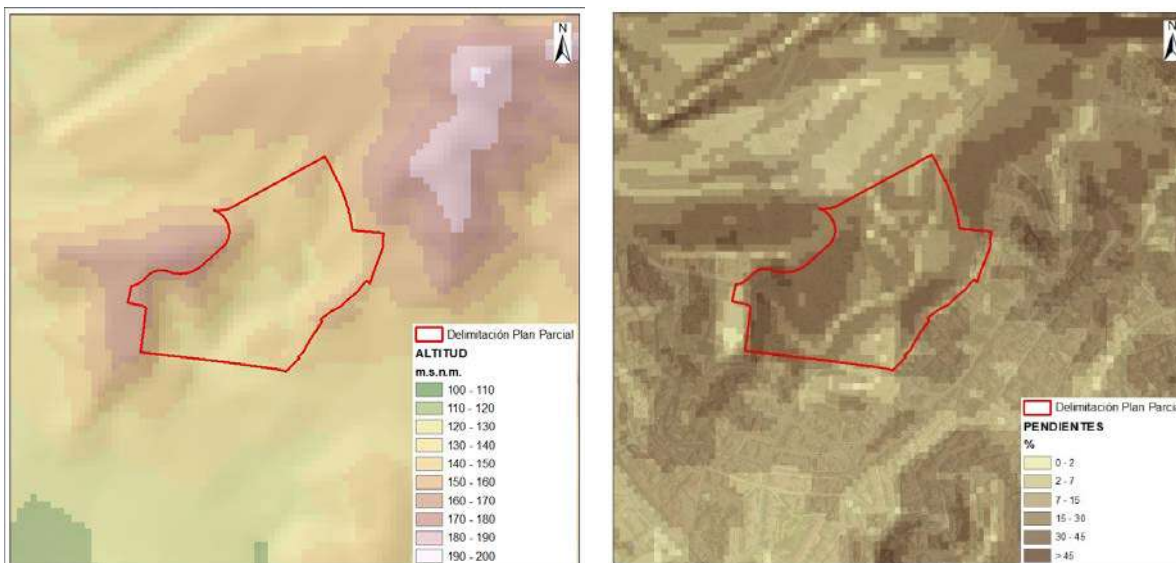 N
Delimitación Plan Parcial
ALTITUD
m.s.n.m.
100 - 110
110 - 120
120 - 130
130 - 140
140 - 150
150 - 160
160 - 170
170 - 180
180 - 190
190 - 200
N
Delimitación Plan Parcia
PENDIENTES
%
0 - 2
2 - 7
7 - 15
15 - 30
30 - 45
> 45